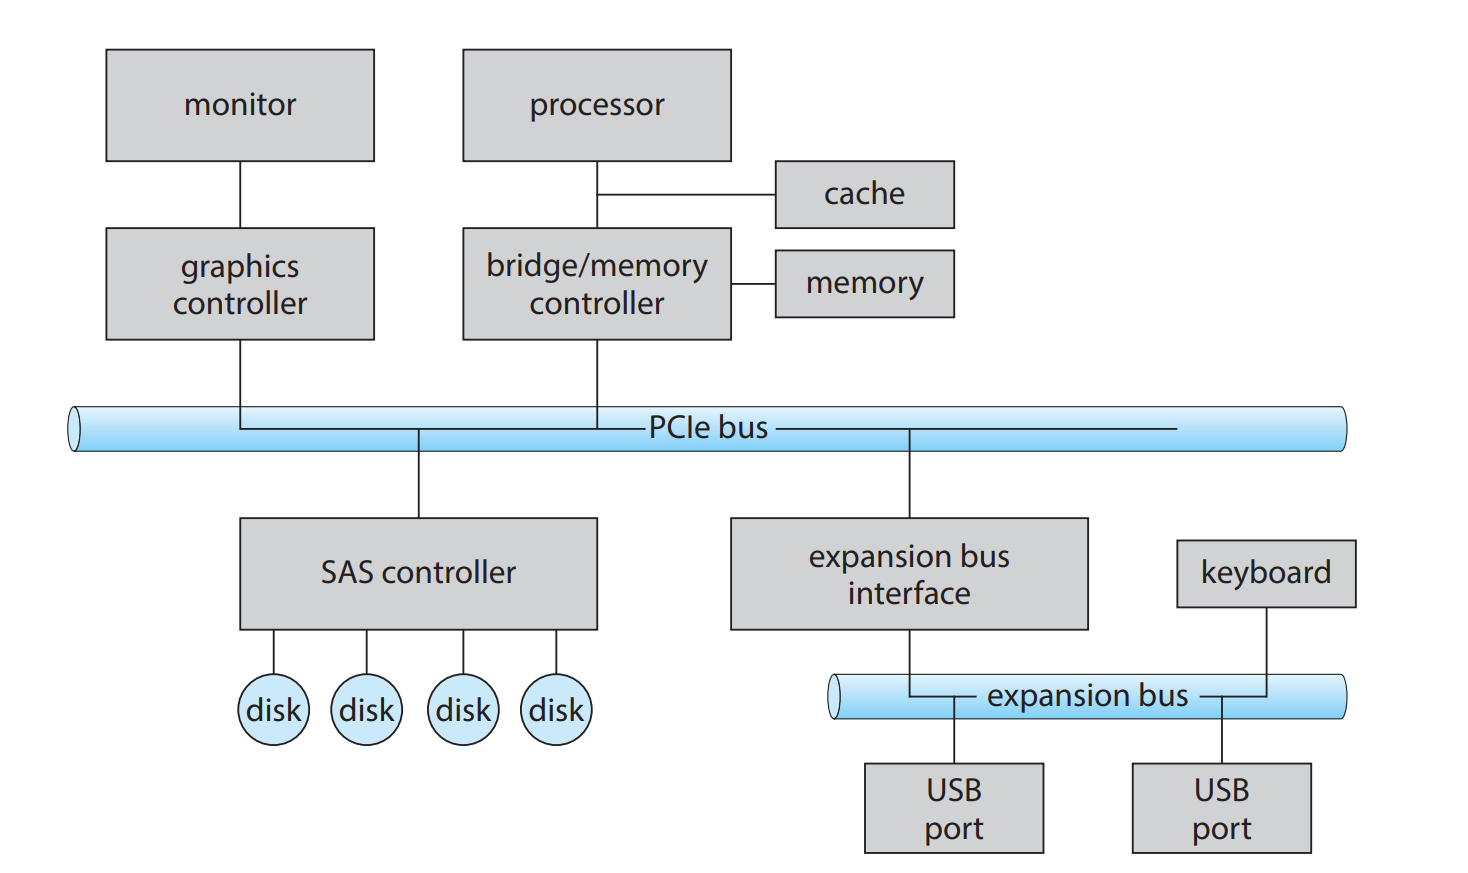 monitor
processor
cache
graphics
controller
bridge/memory
controller
memory
PCIe bus
SAS controller
expansion bus
interface
keyboard
disk
disk
disk
disk
expansion bus
USB
port
USB
port